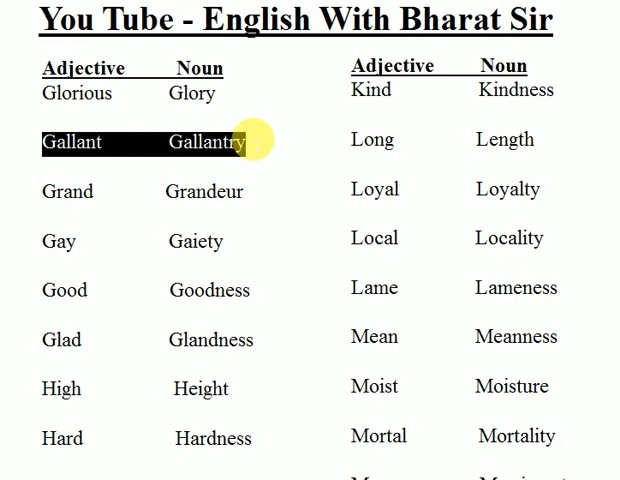 You Tube - English With Bharat Sir
Adjective Noun
Glorious Glory
Gallant Gallantry
Grand Grandeur
Gay Gaiety
Good Goodness
Glad Glandness
High Height
Hard Hardness
Adjective Noun
Kind Kindness
Long Length
Loyal Loyalty
Local Locality
Lame Lameness
Mean Meanness
Moist Moisture
Mortal Mortality